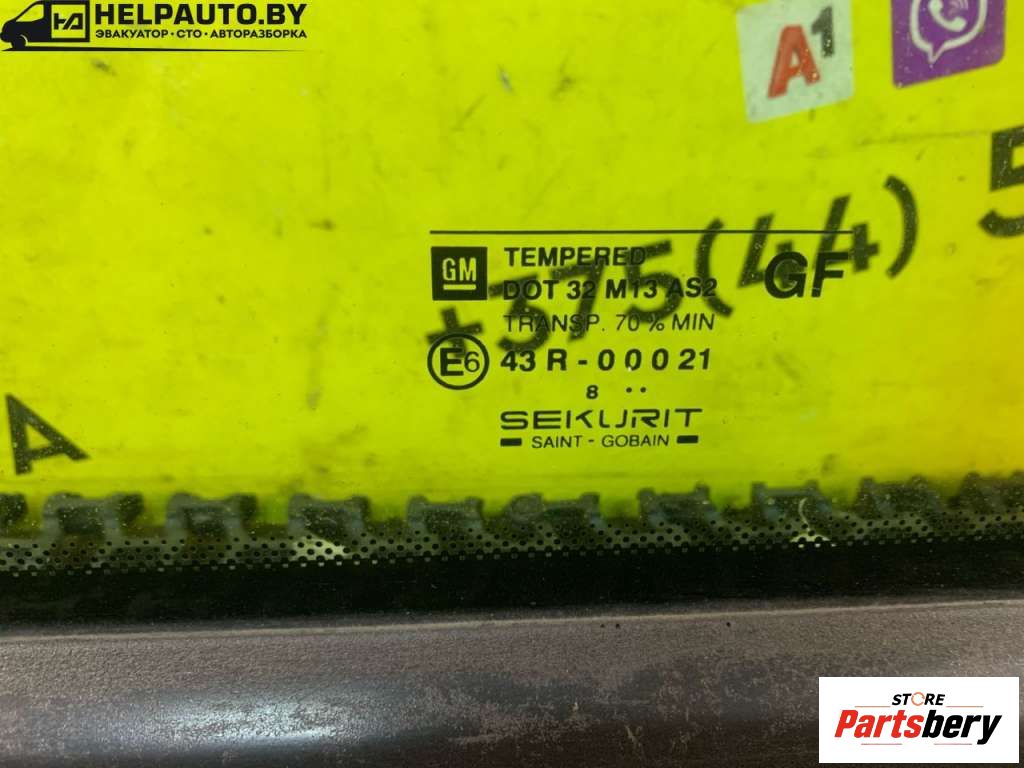 HELPAUTO.BY
ЭВАКУАТОР • СТО • АВТОРАЗБОРКА
A1
5
+375(44)
GM
TEMPERED
DOT 32 M13 AS2
GF
TRANSP. 70% MIN
E6
43 R - 00021
8 ..
SEKURIT
SAINT - GOBAIN
A
STORE
Partsbery